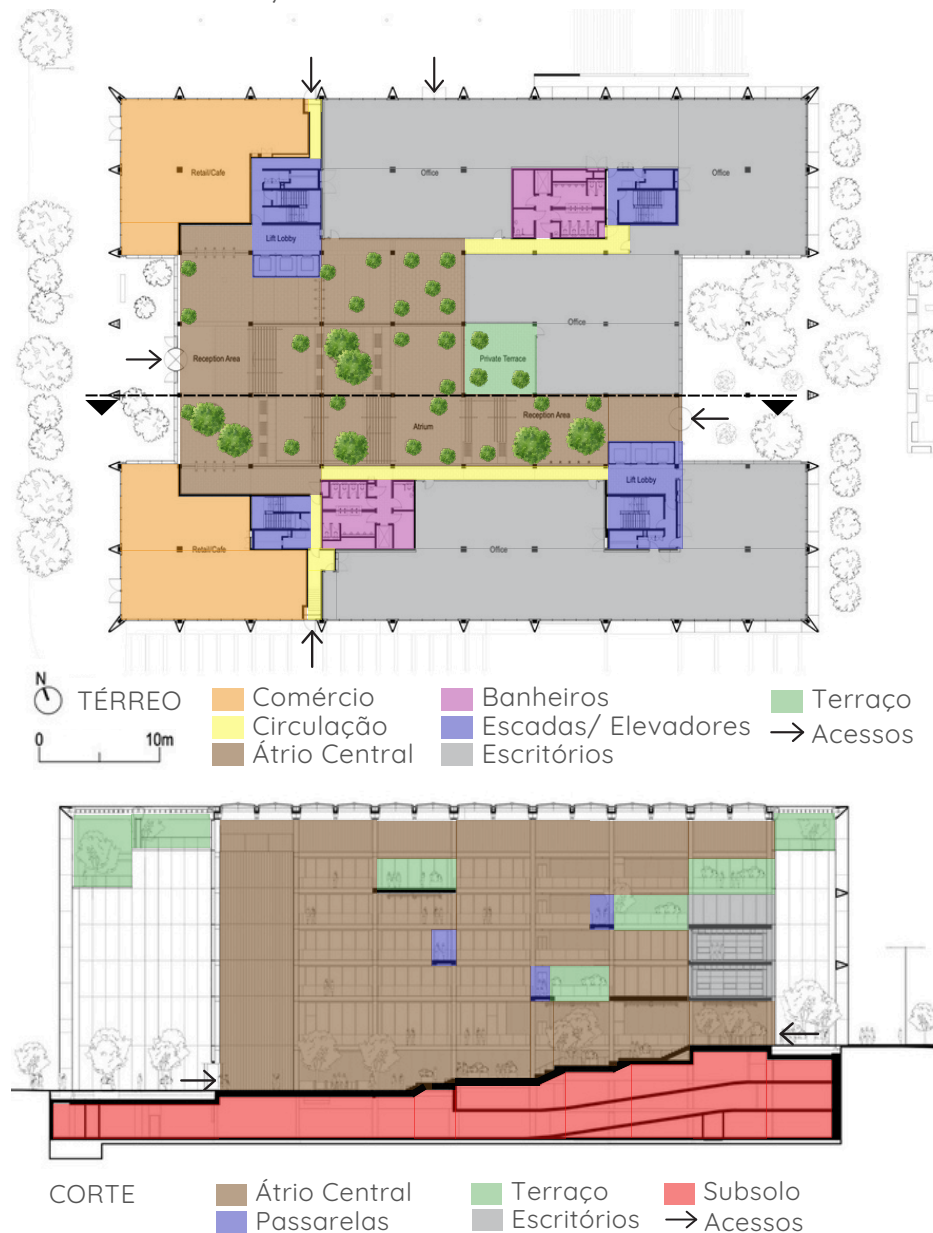 Retail/Cafe
Office
Office
Lift Lobby
Office
Reception Area
Private Terrace
Reception Area
Atrium
Lift Lobby
Retail/Cafe
Office
N
TÉRREO
0 10m
Comércio
Circulação
Átrio Central
Banheiros
Escadas/ Elevadores
Escritórios
Terraço
Acessos
CORTE
Átrio Central
Passarelas
Terraço
Escritórios
Subsolo
Acessos